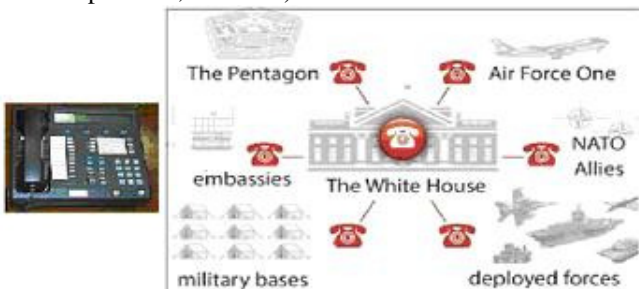 The Pentagon
Air Force One
NATO
Allies
embassies
The White House
military bases
deployed forces